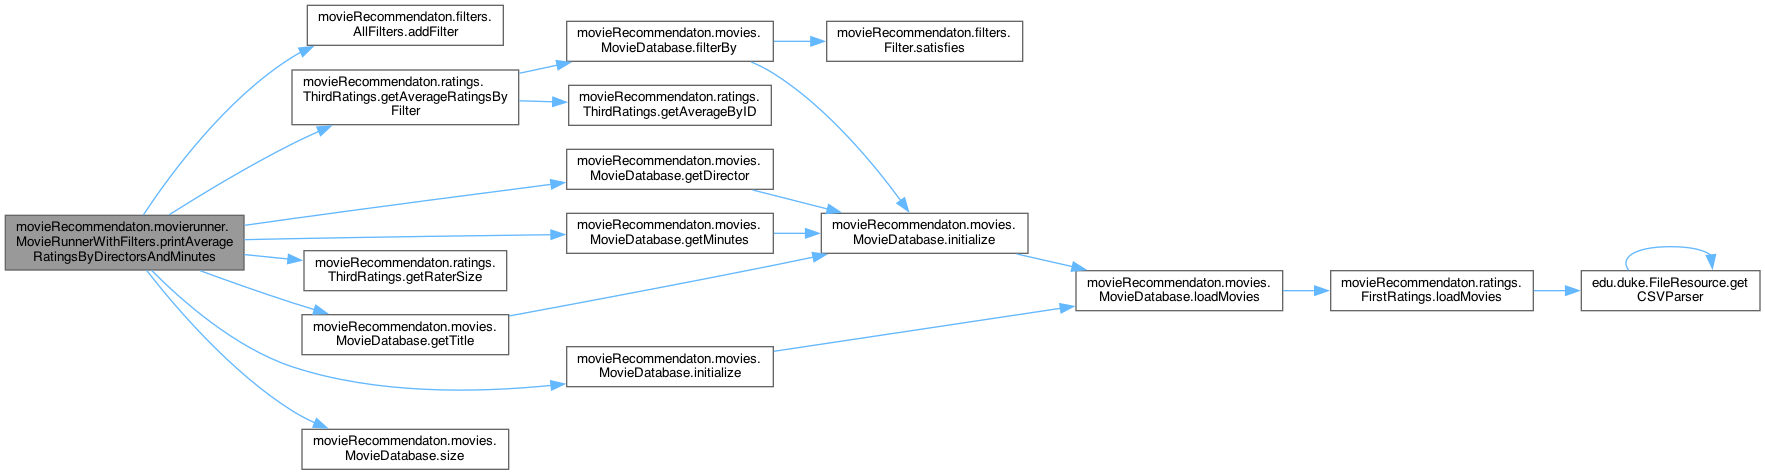 movieRecommendaton.movierunner.
MovieRunnerWithFilters.printAverage
RatingsByDirectorsAndMinutes
movieRecommendaton.filters.
AllFilters.addFilter
movieRecommendaton.ratings.
ThirdRatings.getAverageRatingsBy
Filter
movieRecommendaton.movies.
MovieDatabase.filterBy
movieRecommendaton.filters.
Filter.satisfies
movieRecommendaton.ratings.
ThirdRatings.getAverageByID
movieRecommendaton.movies.
MovieDatabase.getDirector
movieRecommendaton.movies.
MovieDatabase.getMinutes
movieRecommendaton.movies.
MovieDatabase.initialize
movieRecommendaton.ratings.
ThirdRatings.getRaterSize
movieRecommendaton.movies.
MovieDatabase.getTitle
movieRecommendaton.movies.
MovieDatabase.initialize
movieRecommendaton.movies.
MovieDatabase.loadMovies
movieRecommendaton.ratings.
FirstRatings.loadMovies
edu.duke.FileResource.get
CSVParser
movieRecommendaton.movies.
MovieDatabase.size